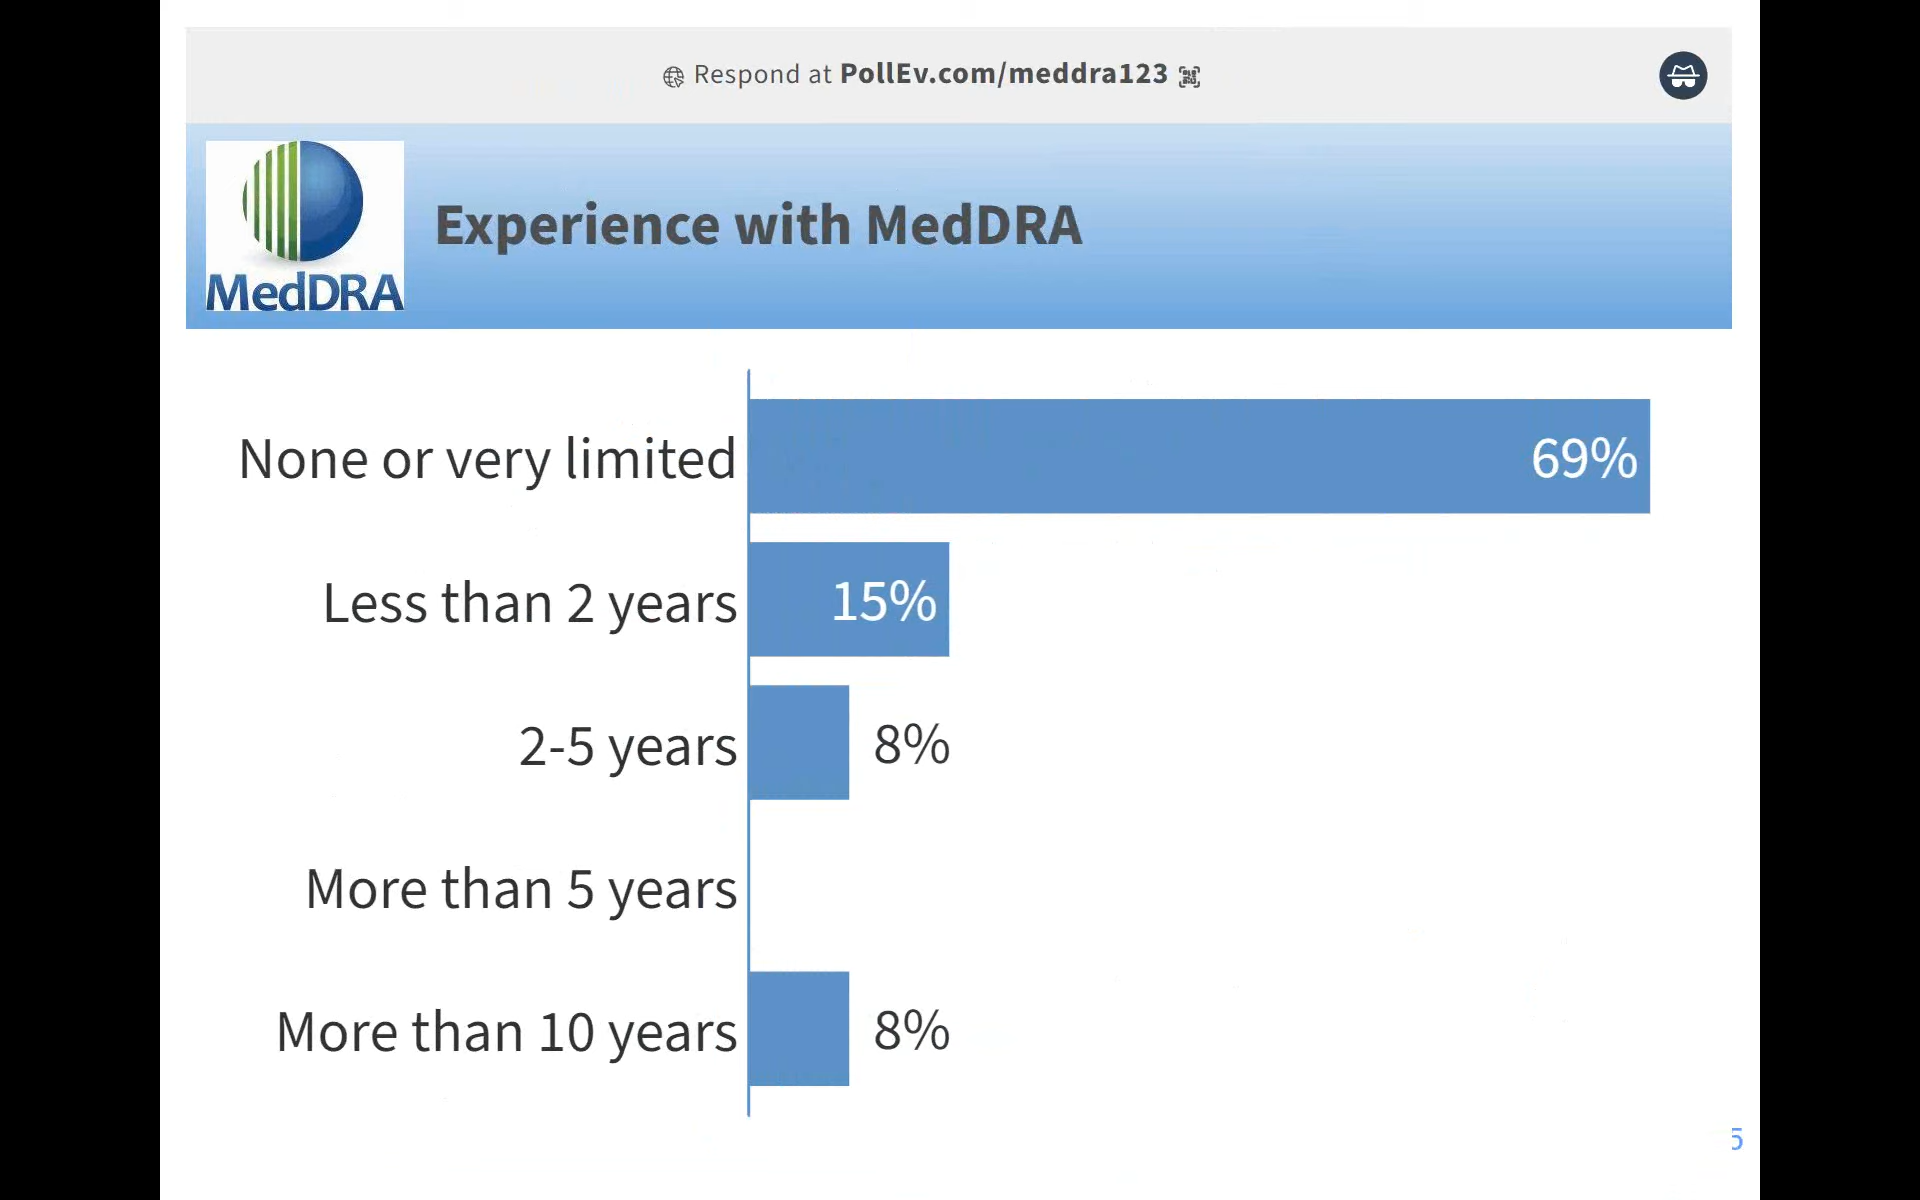 Respond at PollEv.com/meddra123
MedDRA
Experience with MedDRA
None or very limited 69%
Less than 2 years 15%
2-5 years 8%
More than 5 years
More than 10 years 8%
5